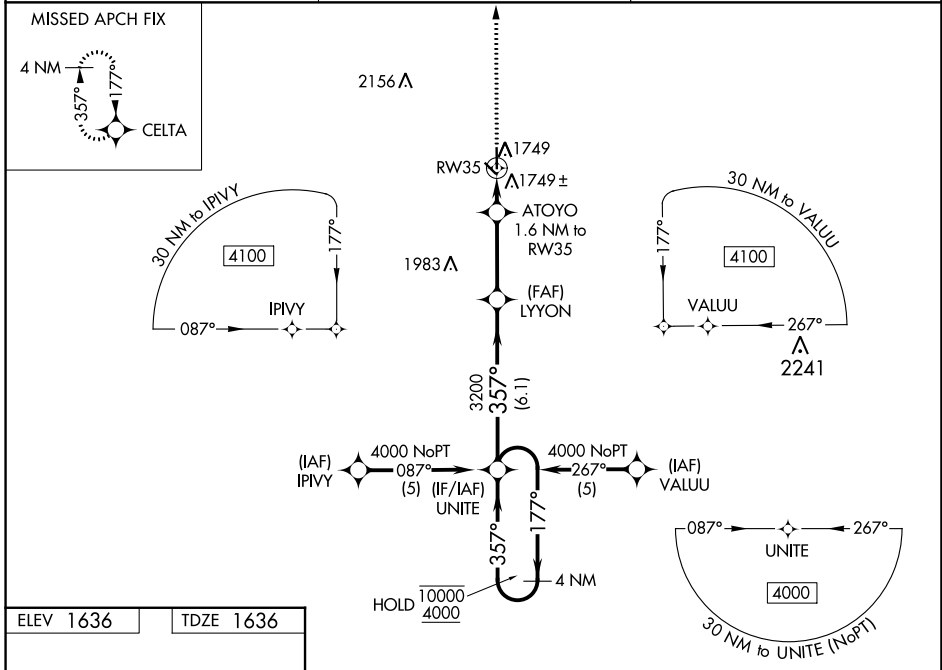 MISSED APCH FIX
4 NM
357°
177°
CELTA
2156
RW35
1749
1749 ±
ATOYO
1.6 NM to
RW35
1983
(FAF)
LYYON
30 NM to IPIVY
4100
177°
IPIVY
087°
30 NM to VALUU
4100
177°
VALUU
267°
2241
3200
357°
(6.1)
(IAF)
IPIVY
4000 NoPT
087°
(5)
(IF/IAF)
UNITE
4000 NoPT
267°
(5)
(IAF)
VALUU
357°
177°
4 NM
HOLD
10000
4000
087°
267°
UNITE
4000
30 NM to UNITE (NoPT)
ELEV 1636
TDZE 1636